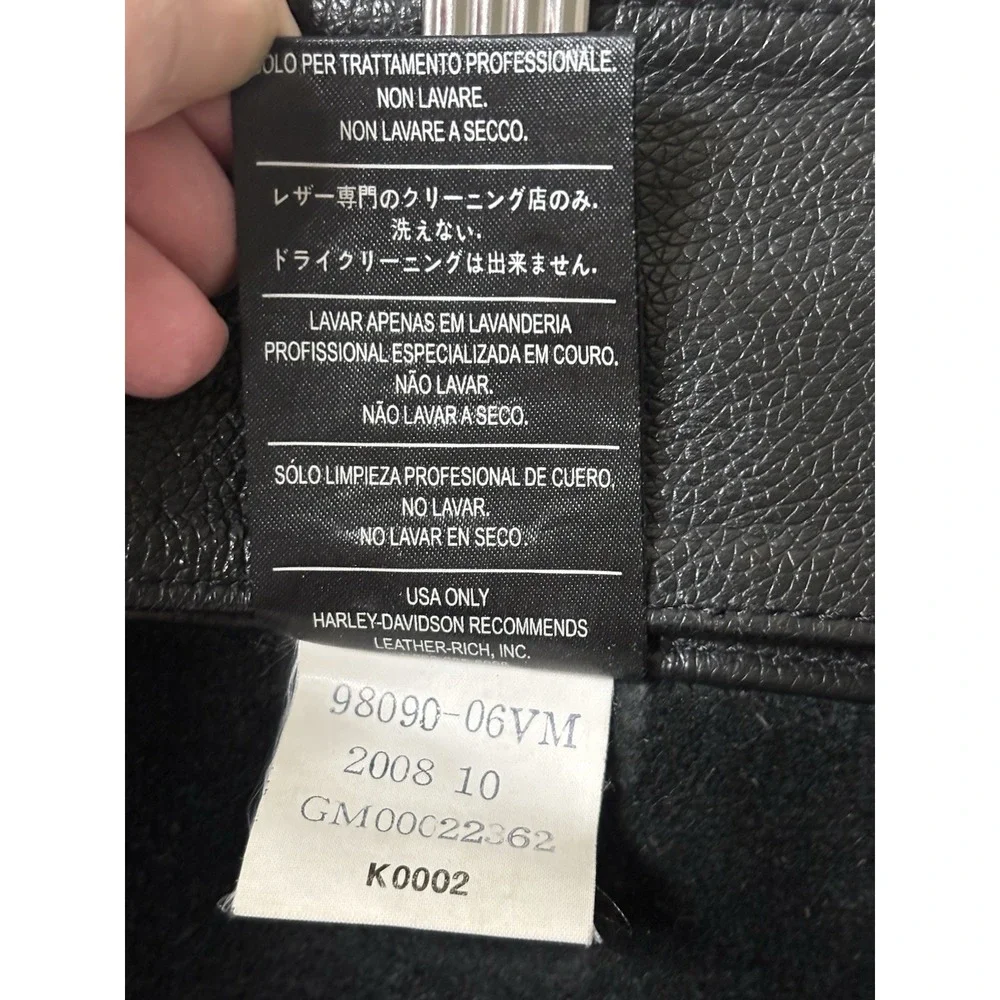 OLO PER TRATTAMENTO PROFESSIONALE.
NON LAVARE.
NON LAVARE A SECCO.
レザー専門のクリーニング店のみ.
洗えない.
ドライクリーニングは出来ません.
LAVAR APENAS EM LAVANDERIA
PROFISSIONAL ESPECIALIZADA EM COURO.
NÃO LAVAR.
NÃO LAVAR A SECO.
SÓLO LIMPIEZA PROFESIONAL DE CUERO.
NO LAVAR.
NO LAVAR EN SECO.
USA ONLY
HARLEY-DAVIDSON RECOMMENDS
LEATHER-RICH, INC.
98090-06VM
2008 10
GM00022362
K0002